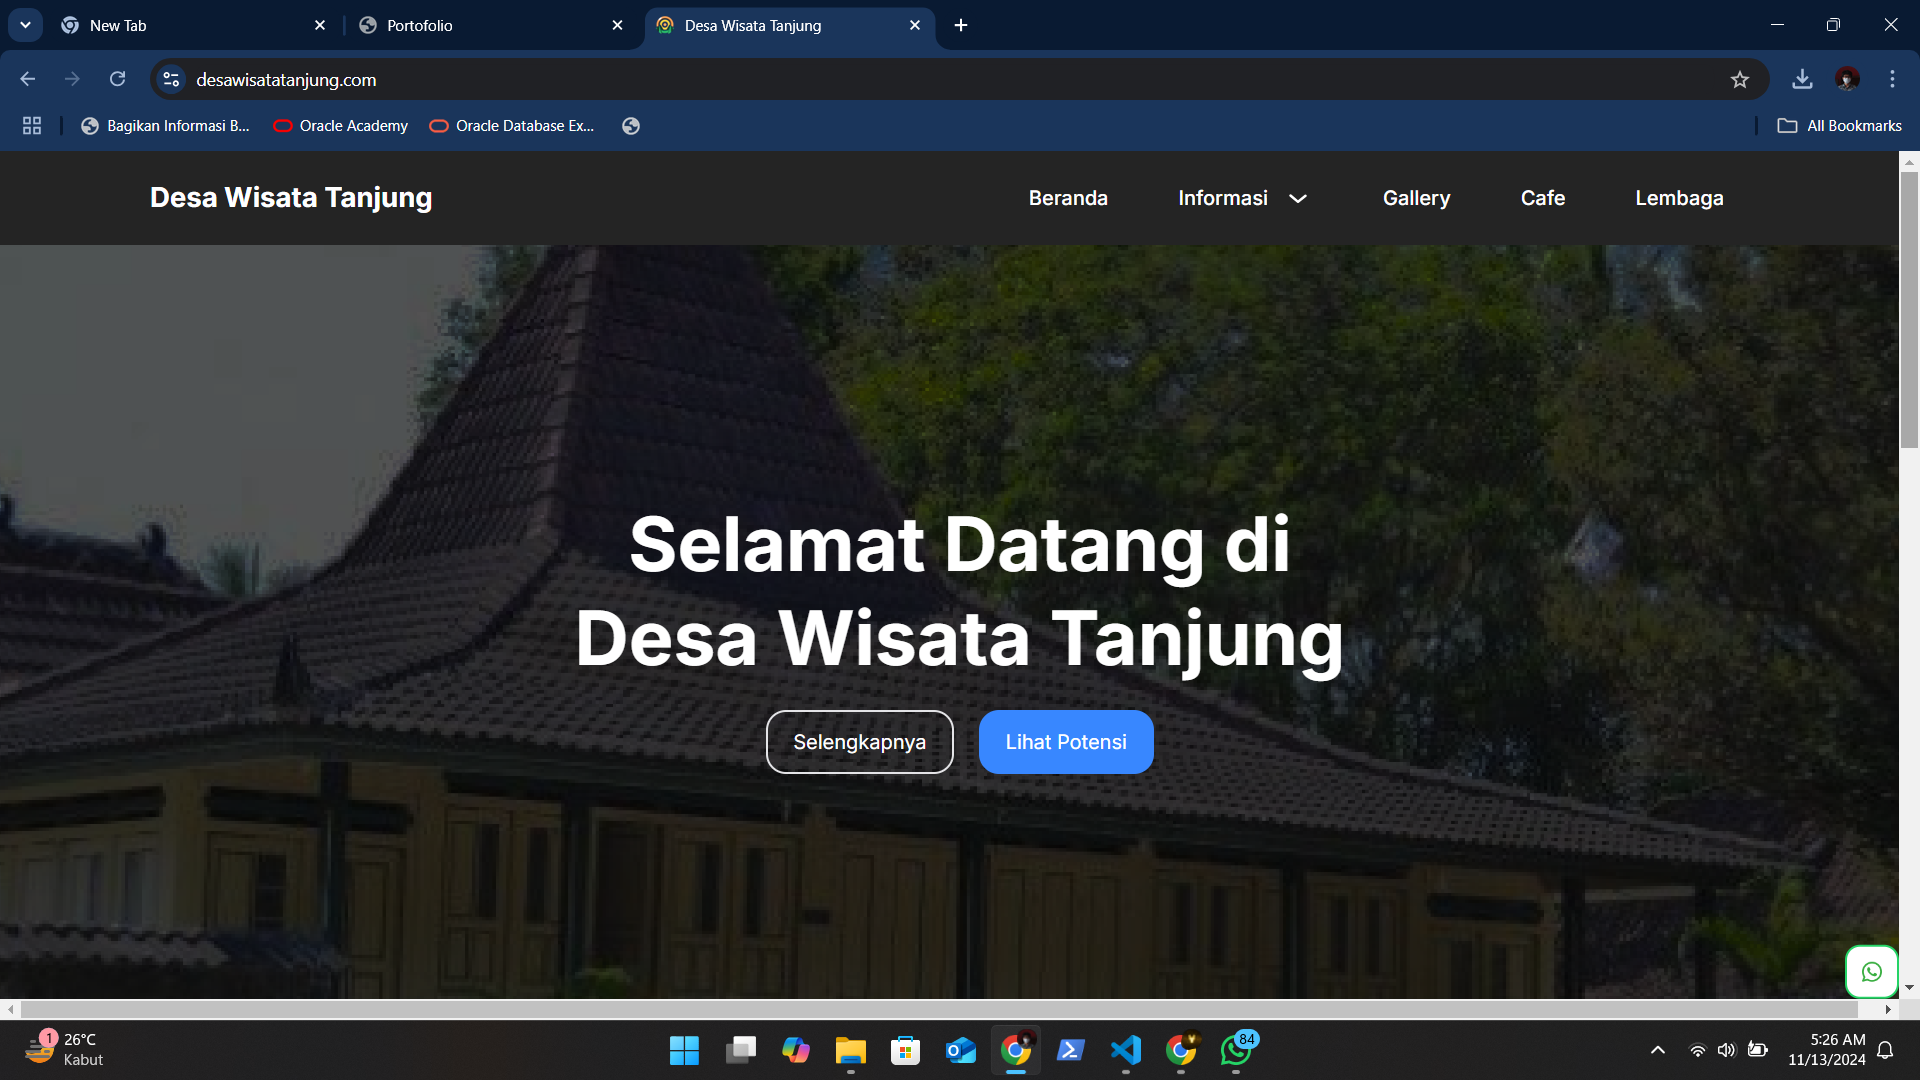 New Tab
Portofolio
Desa Wisata Tanjung
desawisatatanjung.com
Bagikan Informasi B...
Oracle Academy
Oracle Database Ex...
All Bookmarks
Desa Wisata Tanjung
Beranda
Informasi
Gallery
Cafe
Lembaga
Selamat Datang di
Desa Wisata Tanjung
Selengkapnya
Lihat Potensi
1
26°C
Kabut
84
5:26 AM
11/13/2024